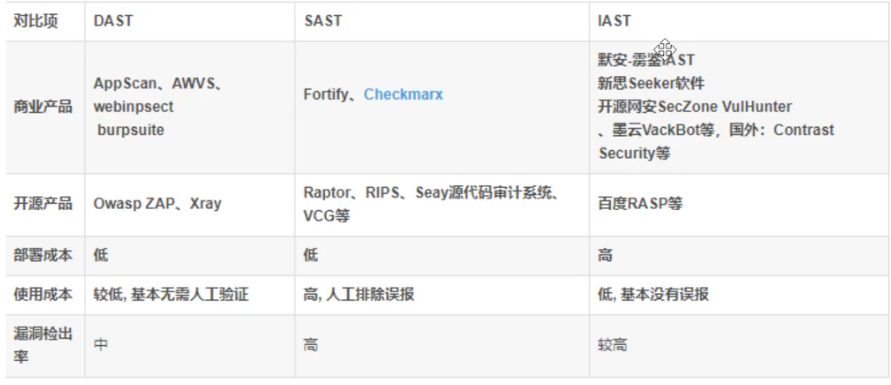 对比项 DAST SAST IAST
商业产品
AppScan、AWVS、
webinpsect
burpsuite
Fortify、Checkmarx
默安-雳鉴IAST
新思Seeker软件
开源网安SecZone VulHunter
、墨云VackBot等，国外：Contrast
Security等
开源产品
Owasp ZAP、Xray
Raptor、RIPS、Seay源代码审计系统、
VCG等
百度RASP等
部署成本 低 低 高
使用成本 较低, 基本无需人工验证 高, 人工排除误报 低, 基本没有误报
漏洞检出
率
中 高 较高